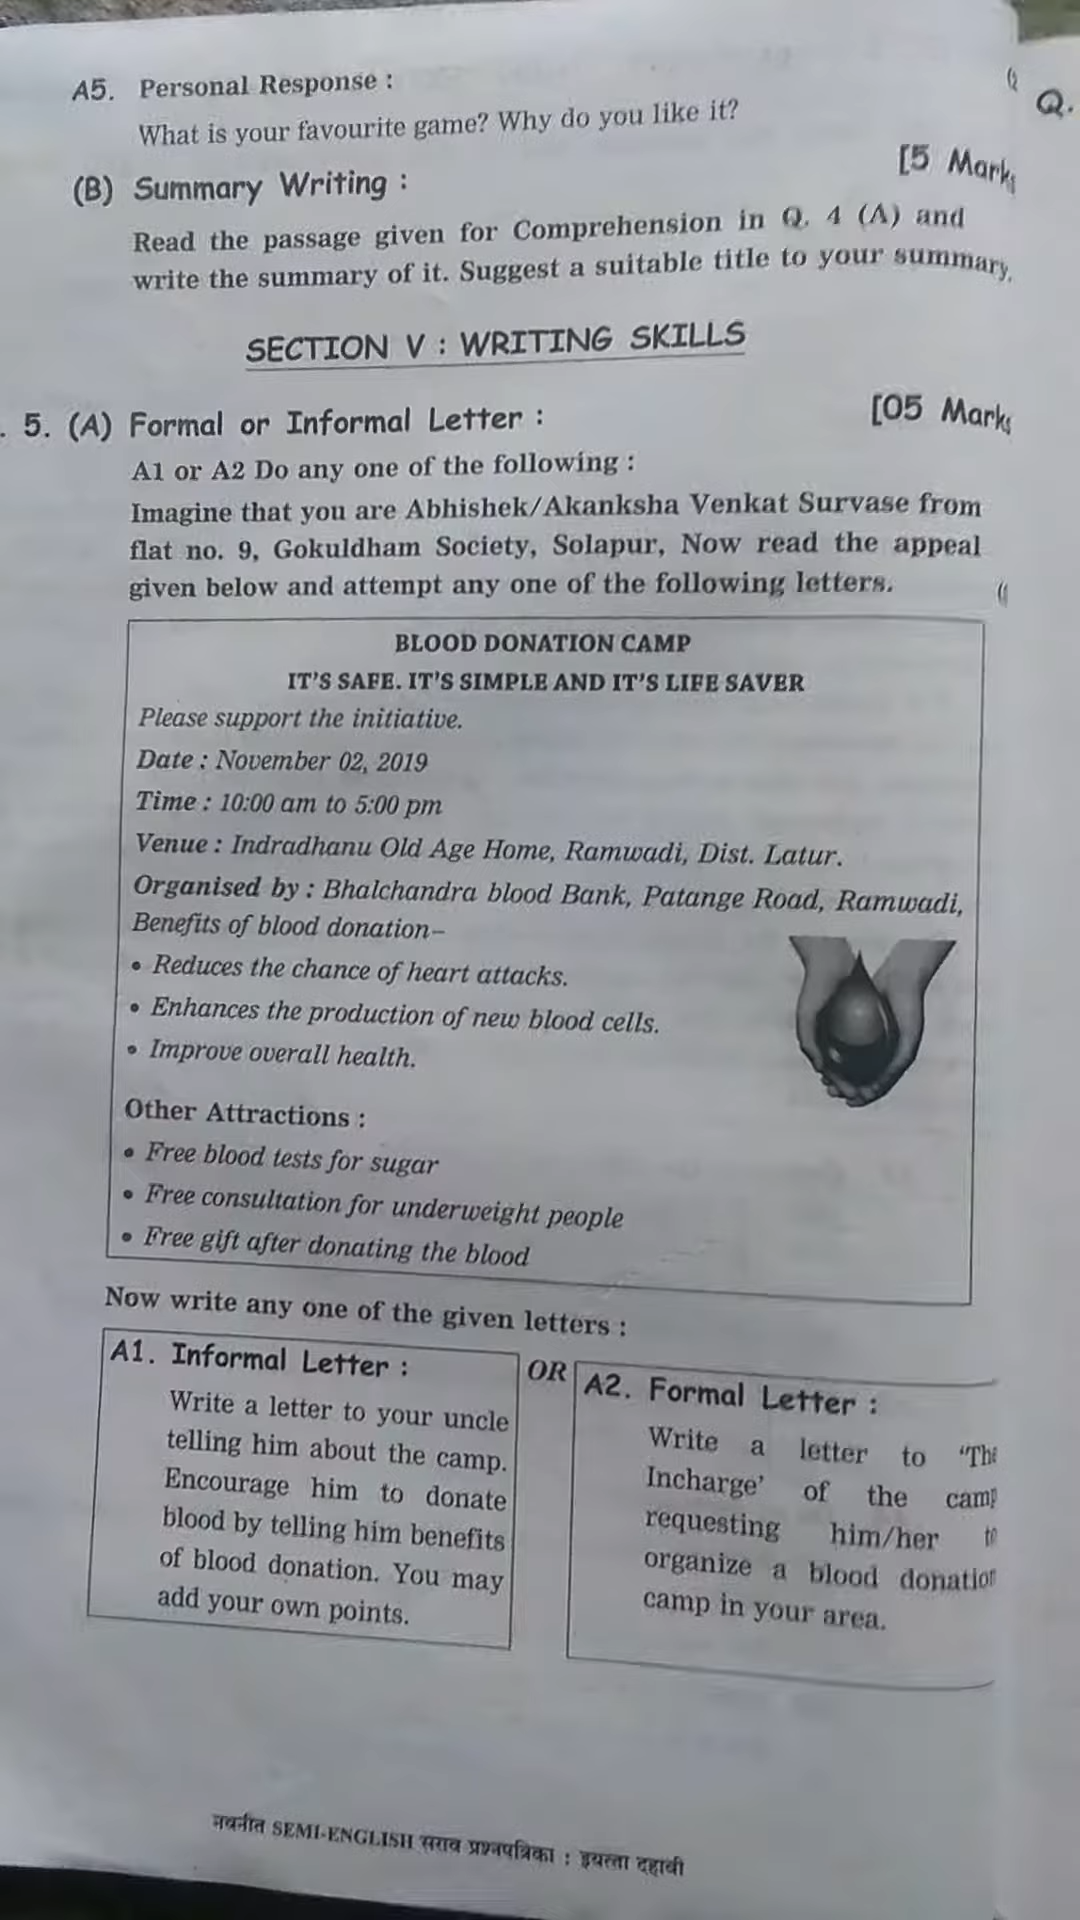 A5. Personal Response :
What is your favourite game? Why do you like it?
Q.
(B) Summary Writing : [5 Marks
Read the passage given for Comprehension in Q. 4 (A) and
write the summary of it. Suggest a suitable title to your summary.
SECTION V : WRITING SKILLS
. 5. (A) Formal or Informal Letter : [05 Marks
A1 or A2 Do any one of the following :
Imagine that you are Abhishek/Akanksha Venkat Survase from
flat no. 9, Gokuldham Society, Solapur, Now read the appeal
given below and attempt any one of the following letters.
BLOOD DONATION CAMP
IT'S SAFE. IT'S SIMPLE AND IT'S LIFE SAVER
Please support the initiative.
Date : November 02, 2019
Time : 10:00 am to 5:00 pm
Venue : Indradhanu Old Age Home, Ramwadi, Dist. Latur.
Organised by : Bhalchandra blood Bank, Patange Road, Ramwadi,
Benefits of blood donation–
• Reduces the chance of heart attacks.
• Enhances the production of new blood cells.
• Improve overall health.
Other Attractions :
• Free blood tests for sugar
• Free consultation for underweight people
• Free gift after donating the blood
Now write any one of the given letters :
A1. Informal Letter :
Write a letter to your uncle
telling him about the camp.
Encourage him to donate
blood by telling him benefits
of blood donation. You may
add your own points.
OR
A2. Formal Letter :
Write a letter to "The
Incharge' of the camp
requesting him/her to
organize a blood donation
camp in your area.
नवनीत SEMI-ENGLISH सराव प्रश्नपत्रिका : इयत्ता दहावी